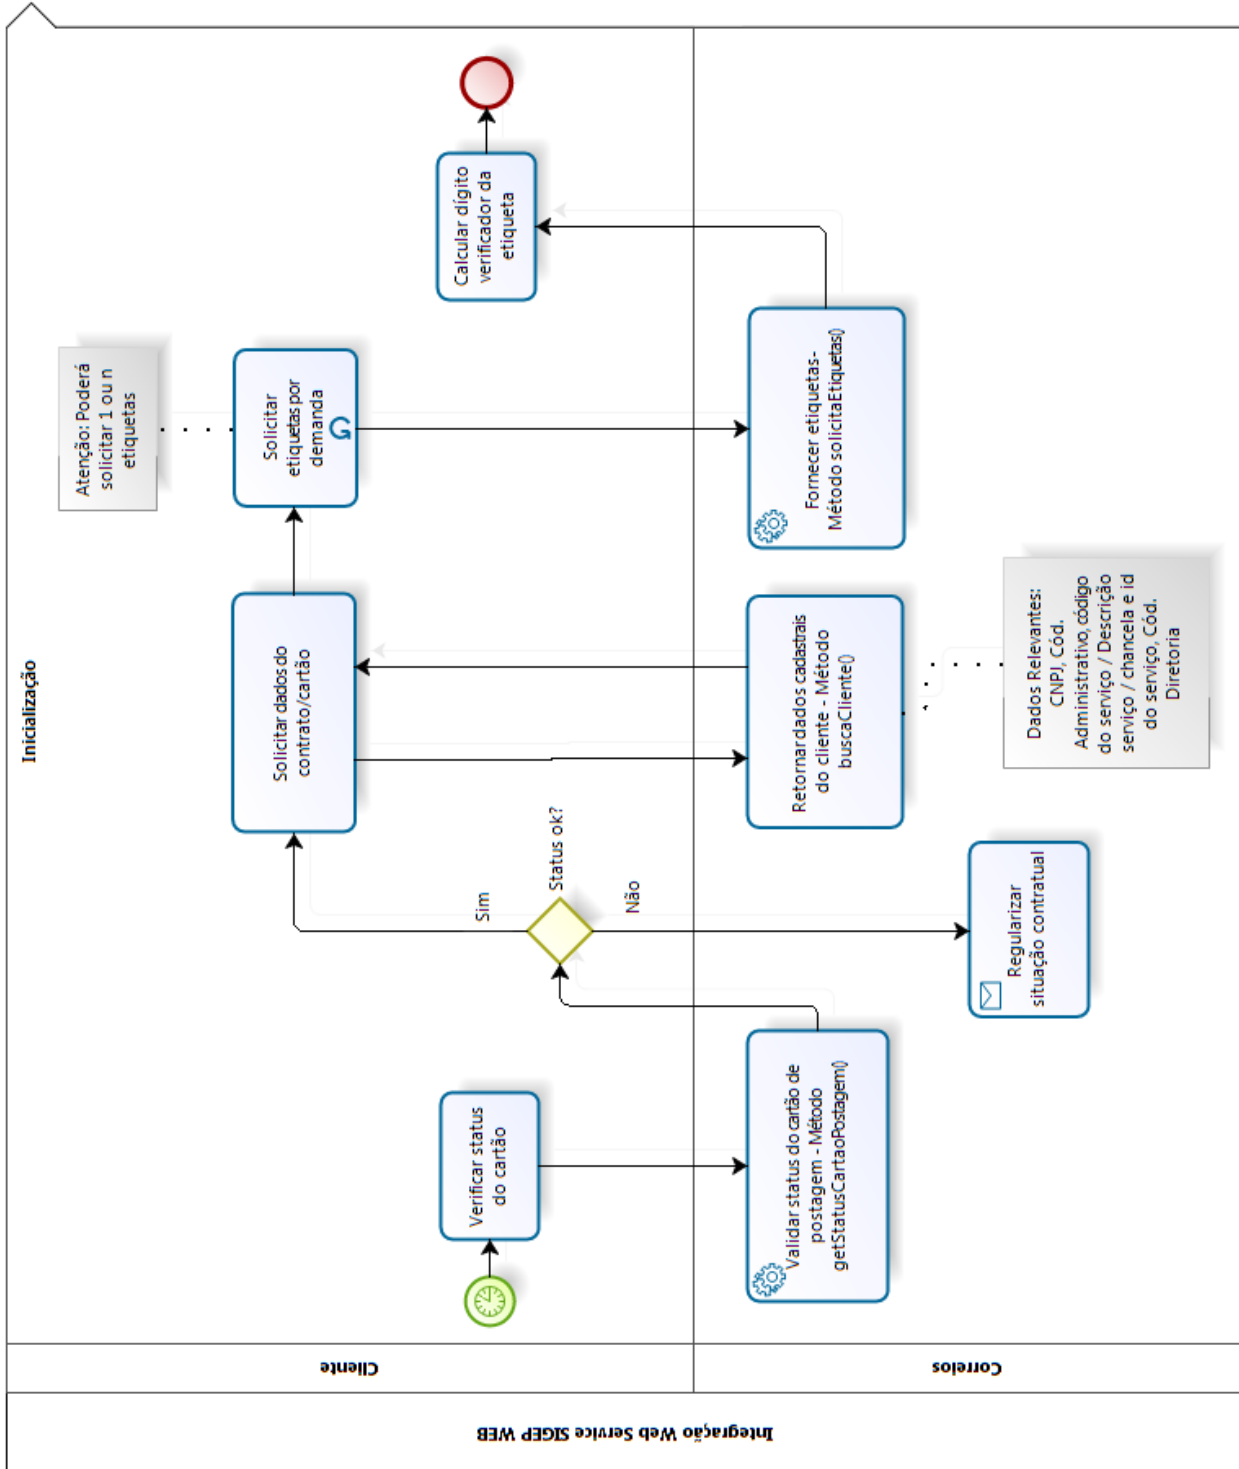 Integração Web Service SIGEP WEB
Cliente
Correios
Inicialização
Verificar status
do cartão
Validar status do cartão de
postagem - Método
getStatusCartaoPostagem()
Status ok?
Sim
Não
Regularizar
situação contratual
Solicitar dados do
contrato/cartão
Retornar dados cadastrais
do cliente - Método
buscaCliente()
Dados Relevantes:
CNPJ, Cód.
Administrativo, código
do serviço / Descrição
serviço / chancela e id
do serviço, Cód.
Diretoria
Atenção: Poderá
solicitar 1 ou n
etiquetas
Solicitar
etiquetas por
demanda
Fornecer etiquetas-
Método solicitaEtiquetas()
Calcular dígito
verificador da
etiqueta